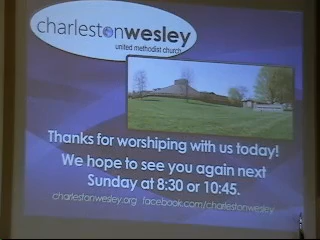 charlestonwesley
united methodist church
Thanks for worshiping with us today!
We hope to see you again next
Sunday at 8:30 or 10:45.
charlestonwesley.org facebook.com/charlestonwesley